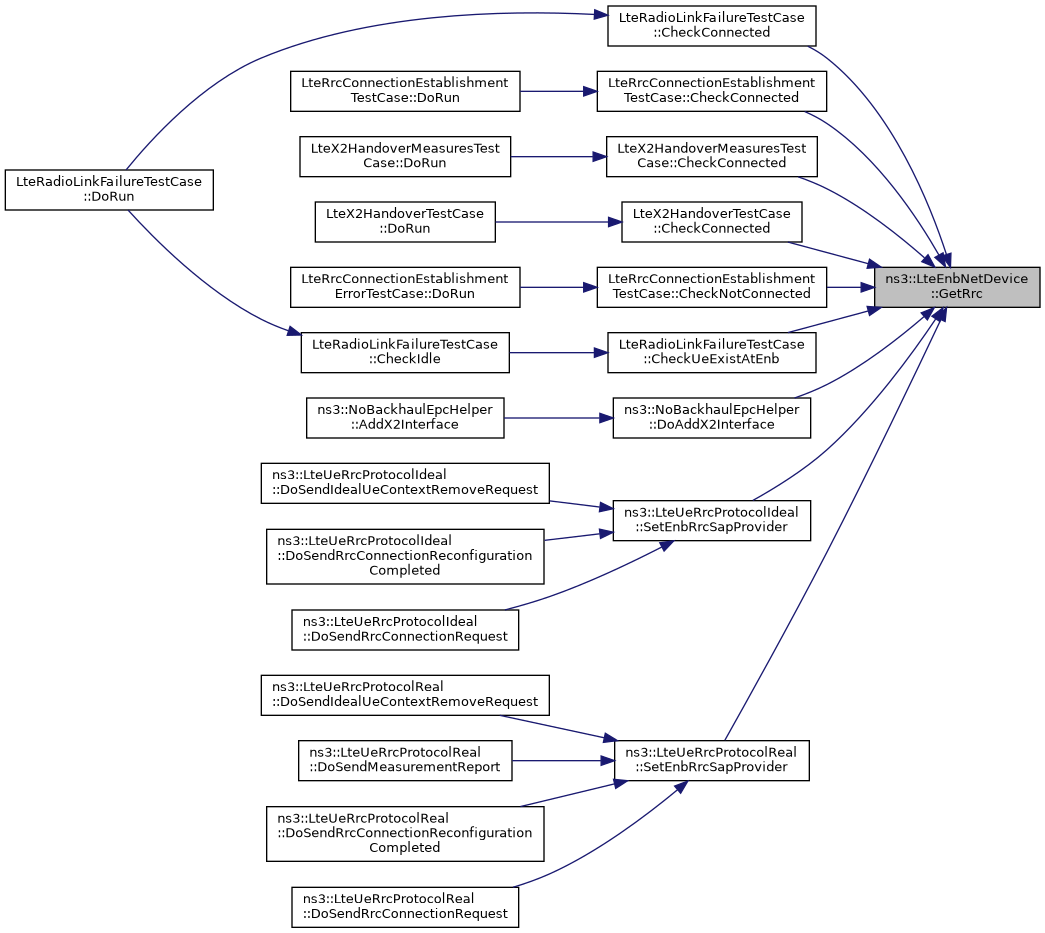 LteRadioLinkFailureTestCase
::CheckConnected
LteRrcConnectionEstablishment
TestCase::DoRun
LteRrcConnectionEstablishment
TestCase::CheckConnected
LteX2HandoverMeasuresTest
Case::DoRun
LteX2HandoverMeasuresTest
Case::CheckConnected
LteRadioLinkFailureTestCase
::DoRun
LteX2HandoverTestCase
::DoRun
LteX2HandoverTestCase
::CheckConnected
LteRrcConnectionEstablishment
ErrorTestCase::DoRun
LteRrcConnectionEstablishment
TestCase::CheckNotConnected
ns3::LteEnbNetDevice
::GetRrc
LteRadioLinkFailureTestCase
::CheckIdle
LteRadioLinkFailureTestCase
::CheckUeExistAtEnb
ns3::NoBackhaulEpcHelper
::AddX2Interface
ns3::NoBackhaulEpcHelper
::DoAddX2Interface
ns3::LteUeRrcProtocolIdeal
::DoSendIdealUeContextRemoveRequest
ns3::LteUeRrcProtocolIdeal
::SetEnbRrcSapProvider
ns3::LteUeRrcProtocolIdeal
::DoSendRrcConnectionReconfiguration
Completed
ns3::LteUeRrcProtocolIdeal
::DoSendRrcConnectionRequest
ns3::LteUeRrcProtocolReal
::DoSendIdealUeContextRemoveRequest
ns3::LteUeRrcProtocolReal
::DoSendMeasurementReport
ns3::LteUeRrcProtocolReal
::SetEnbRrcSapProvider
ns3::LteUeRrcProtocolReal
::DoSendRrcConnectionReconfiguration
Completed
ns3::LteUeRrcProtocolReal
::DoSendRrcConnectionRequest